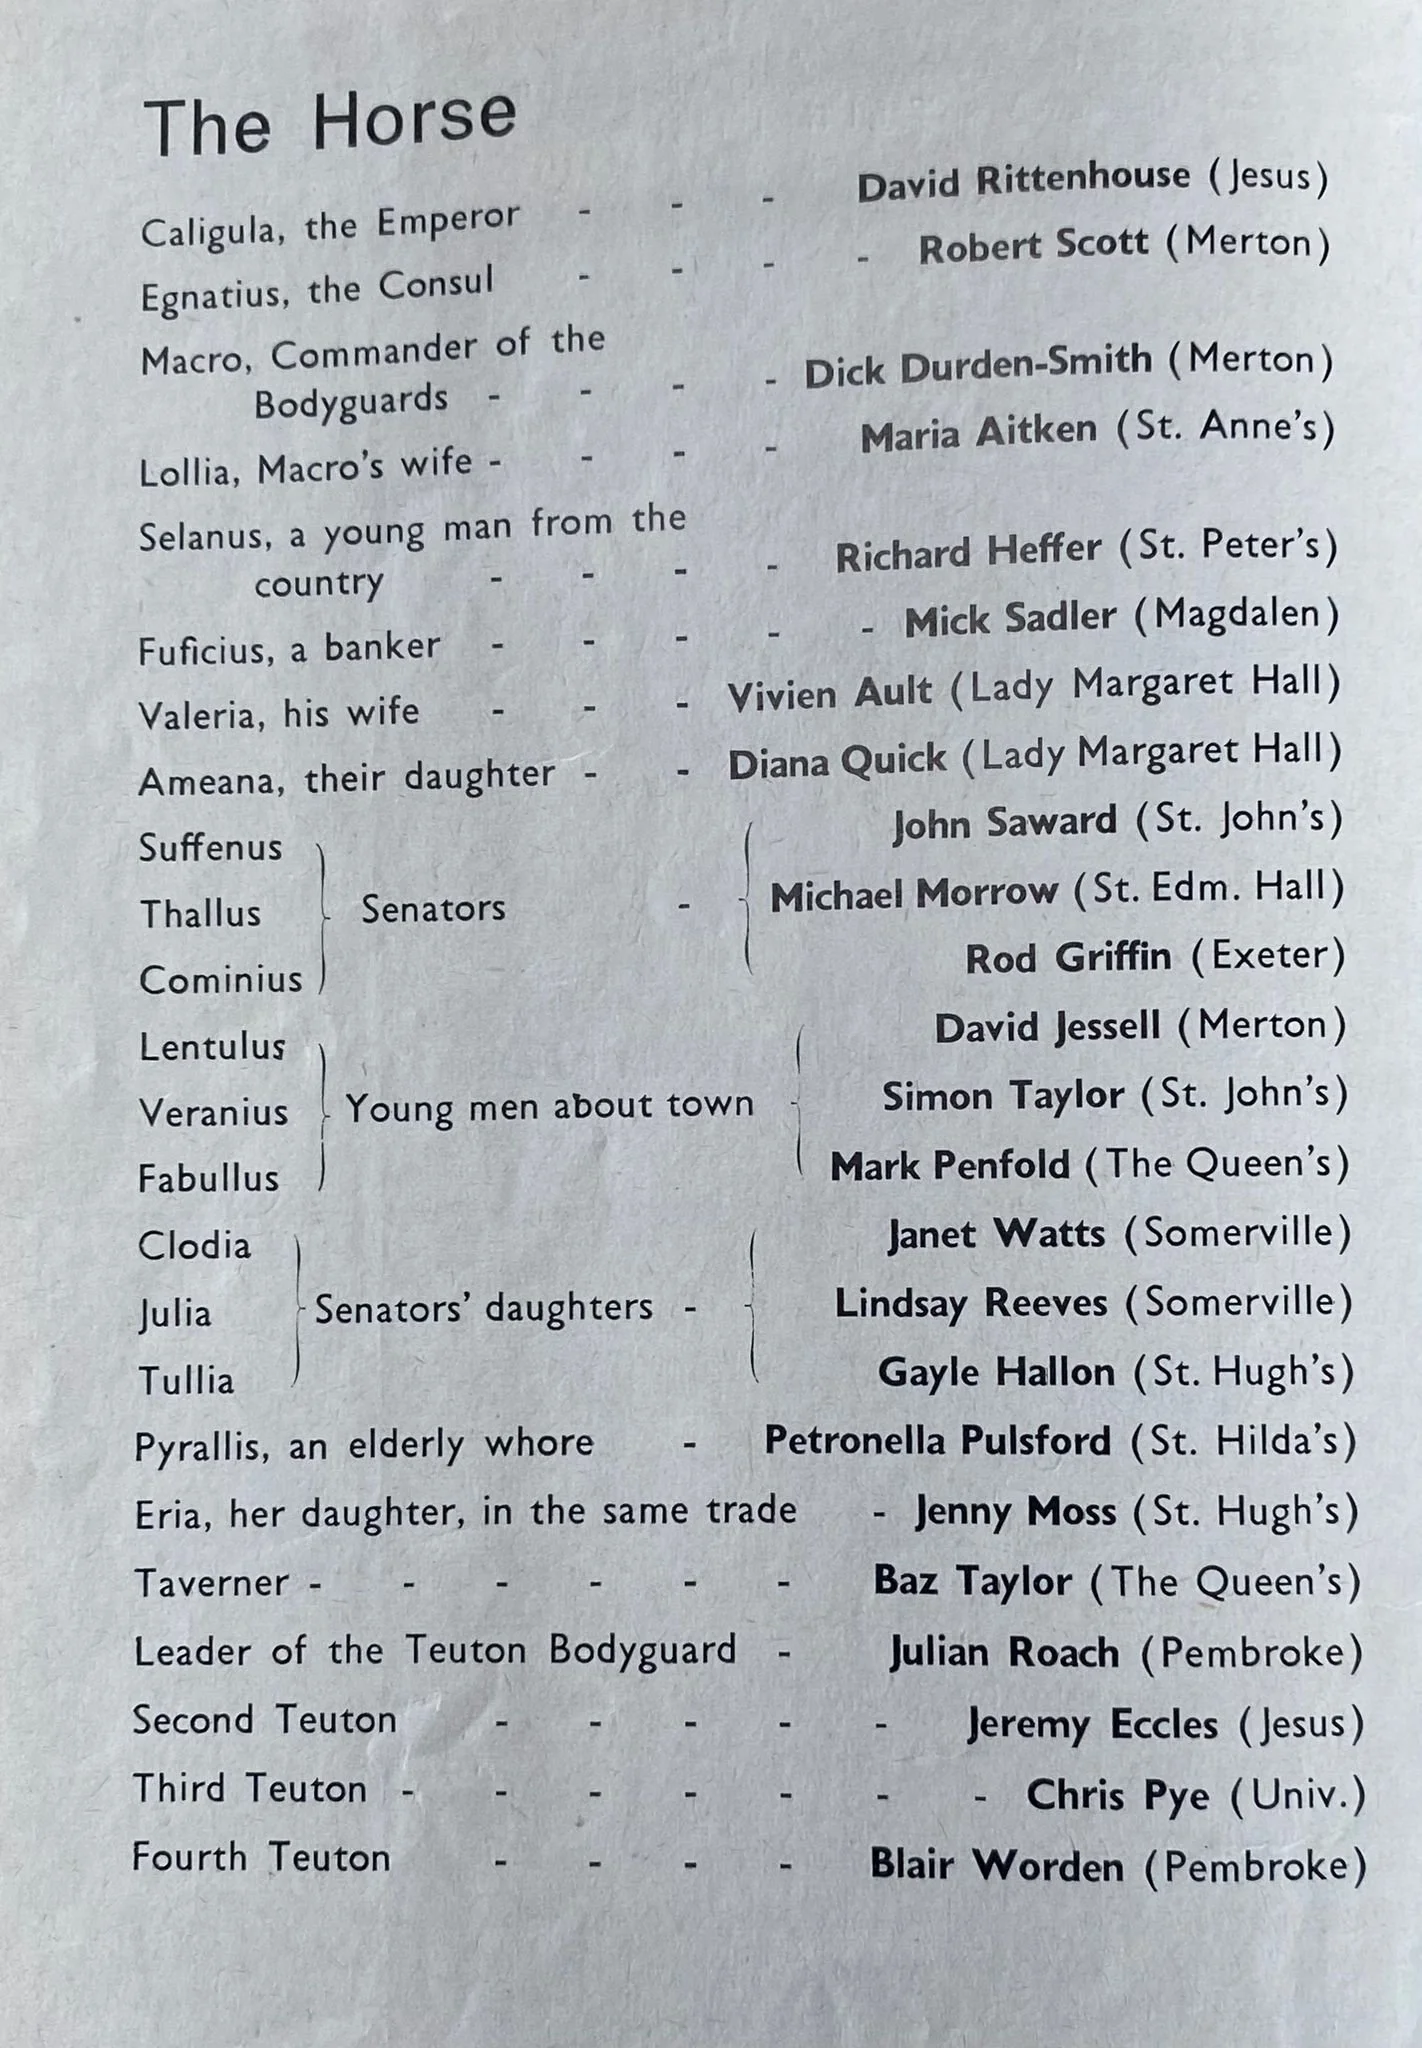 The Horse
Caligula, the Emperor - - - David Rittenhouse (Jesus)
Egnatius, the Consul - - - - Robert Scott (Merton)
Macro, Commander of the
Bodyguards - - - - Dick Durden-Smith (Merton)
Lollia, Macro's wife - - - - Maria Aitken (St. Anne's)
Selanus, a young man from the
country - - - - Richard Heffer (St. Peter's)
Fuficius, a banker - - - - - Mick Sadler (Magdalen)
Valeria, his wife - - - Vivien Ault (Lady Margaret Hall)
Ameana, their daughter - - Diana Quick (Lady Margaret Hall)
Suffenus John Saward (St. John's)
Thallus Senators - Michael Morrow (St. Edm. Hall)
Cominius Rod Griffin (Exeter)
Lentulus David Jessell (Merton)
Veranius Young men about town Simon Taylor (St. John's)
Fabullus Mark Penfold (The Queen's)
Clodia Janet Watts (Somerville)
Julia Senators' daughters - Lindsay Reeves (Somerville)
Tullia Gayle Hallon (St. Hugh's)
Pyrallis, an elderly whore - Petronella Pulsford (St. Hilda's)
Eria, her daughter, in the same trade - Jenny Moss (St. Hugh's)
Taverner - - - - - - Baz Taylor (The Queen's)
Leader of the Teuton Bodyguard - Julian Roach (Pembroke)
Second Teuton - - - - - Jeremy Eccles (Jesus)
Third Teuton - - - - - - - Chris Pye (Univ.)
Fourth Teuton - - - - Blair Worden (Pembroke)